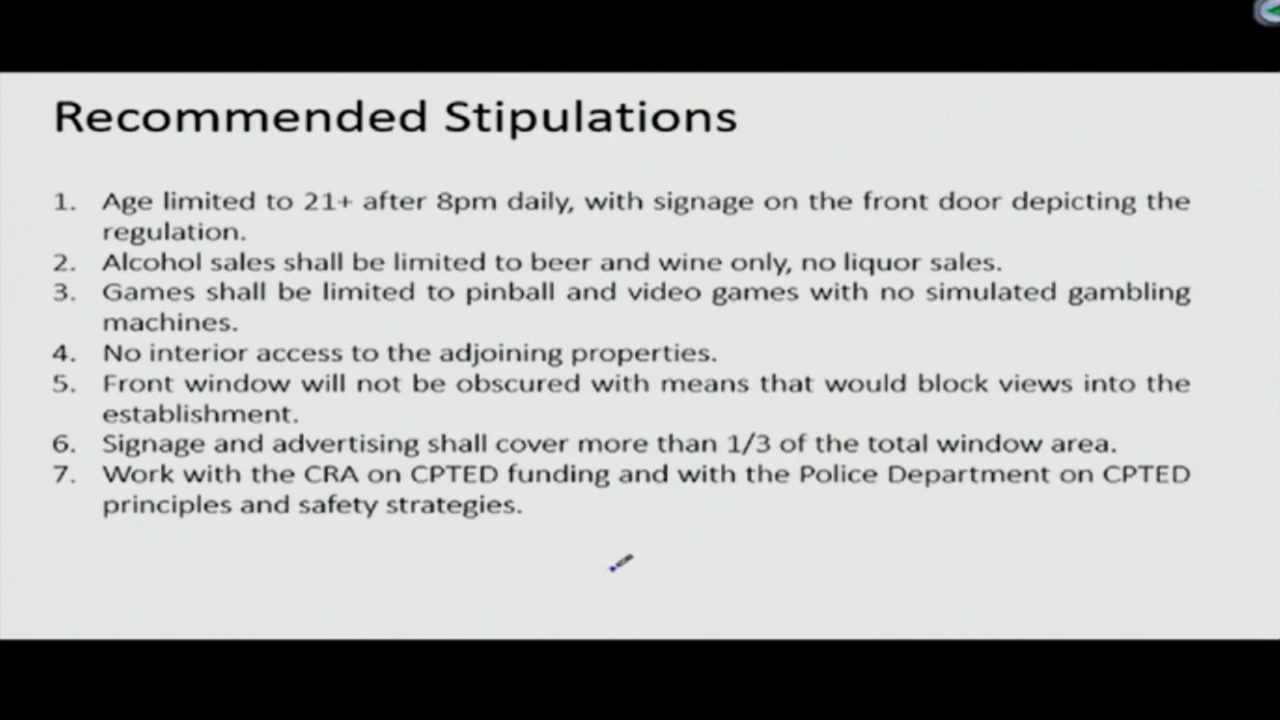 Recommended Stipulations
1. Age limited to 21+ after 8pm daily, with signage on the front door depicting the
regulation.
2. Alcohol sales shall be limited to beer and wine only, no liquor sales.
3. Games shall be limited to pinball and video games with no simulated gambling
machines.
4. No interior access to the adjoining properties.
5. Front window will not be obscured with means that would block views into the
establishment.
6. Signage and advertising shall cover more than 1/3 of the total window area.
7. Work with the CRA on CPTED funding and with the Police Department on CPTED
principles and safety strategies.